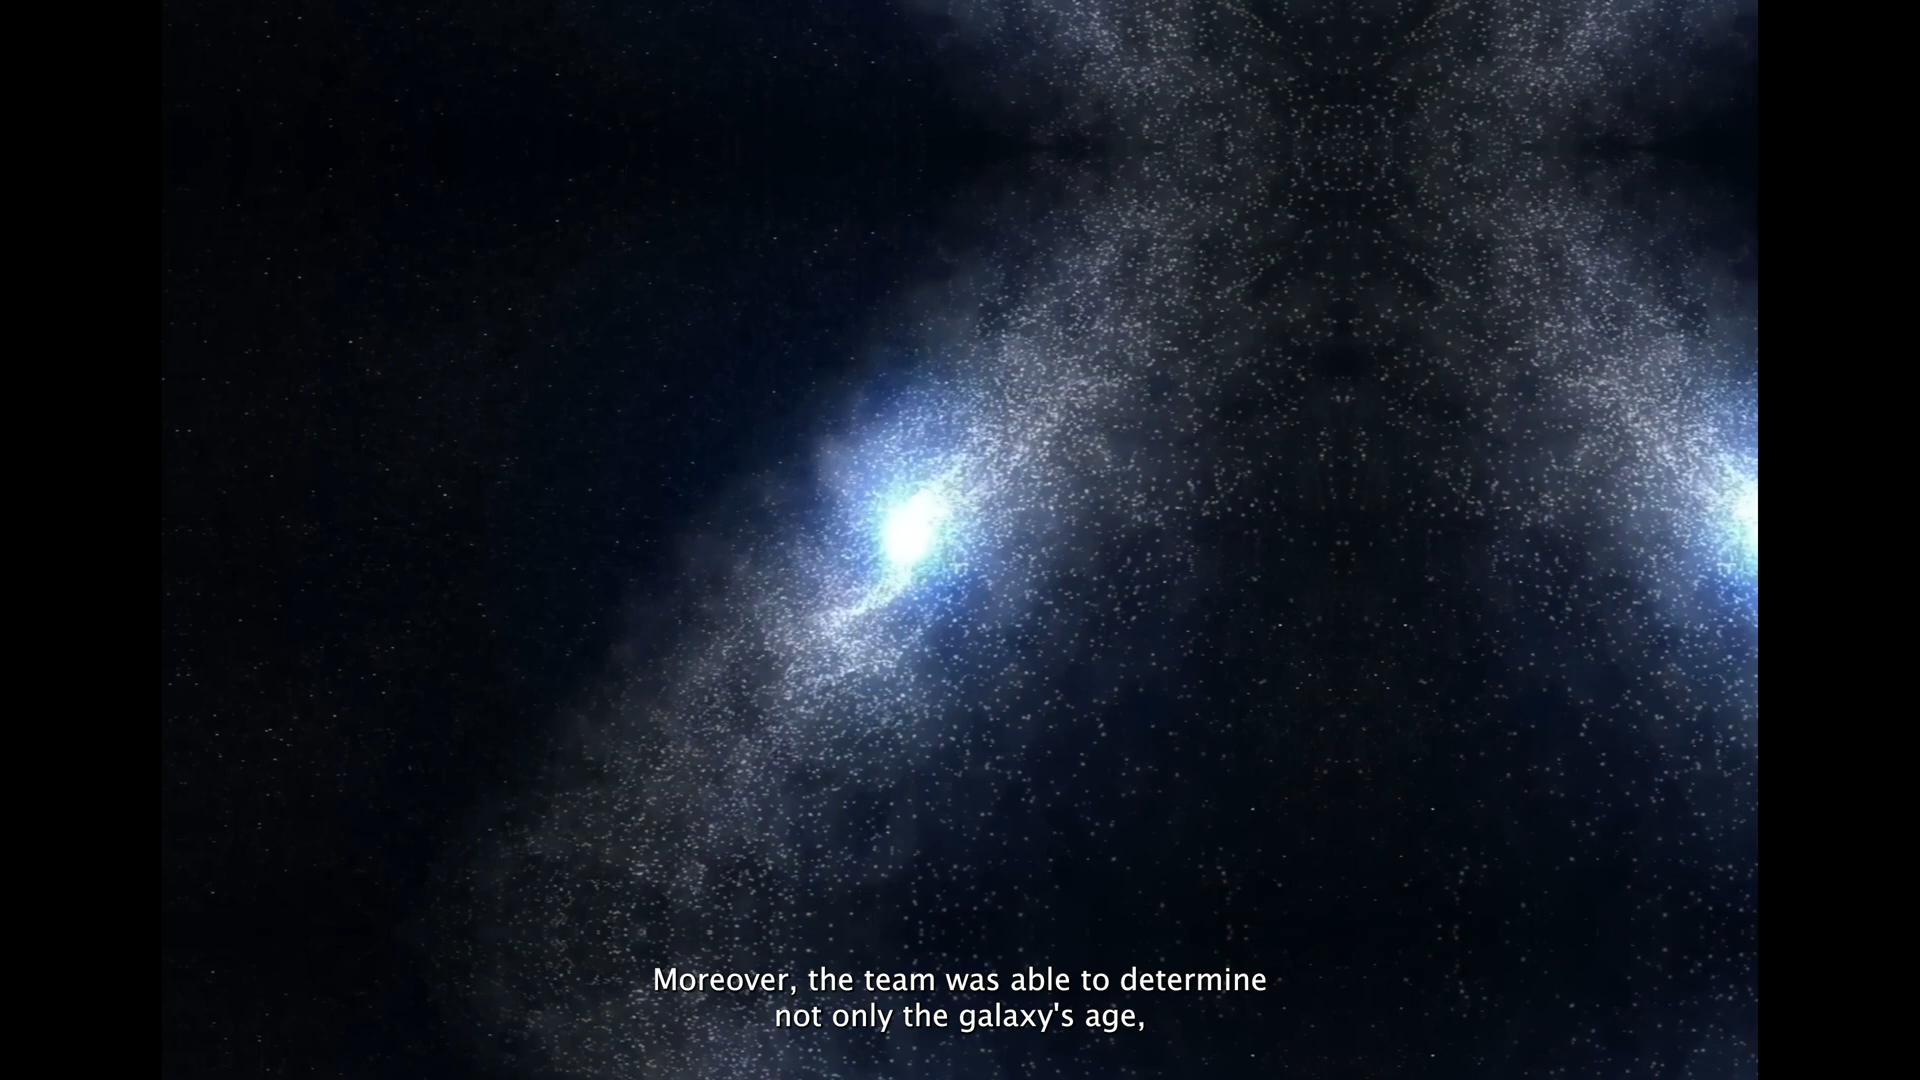 Moreover, the team was able to determine
not only the galaxy's age,